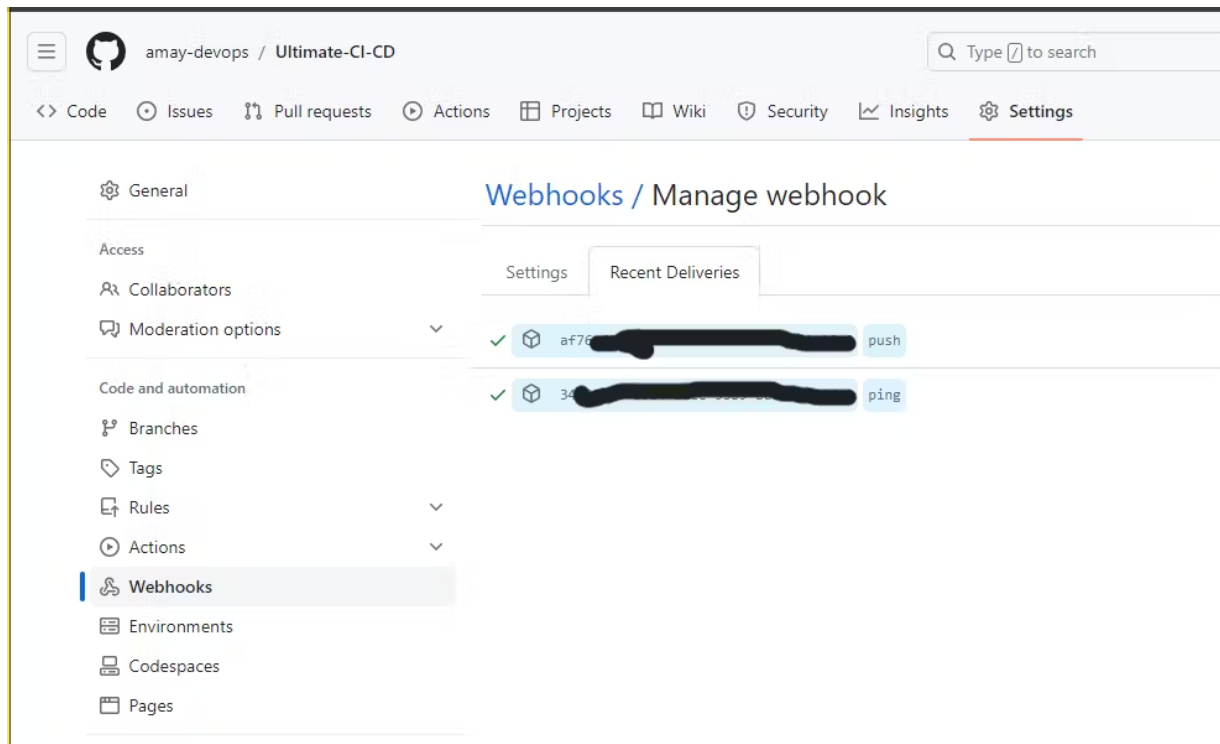 amay-devops / Ultimate-CI-CD
Type / to search
Code Issues Pull requests Actions Projects Wiki Security Insights Settings
General
Access
Collaborators
Moderation options
Code and automation
Branches
Tags
Rules
Actions
Webhooks
Environments
Codespaces
Pages
Webhooks / Manage webhook
Settings Recent Deliveries
push
ping